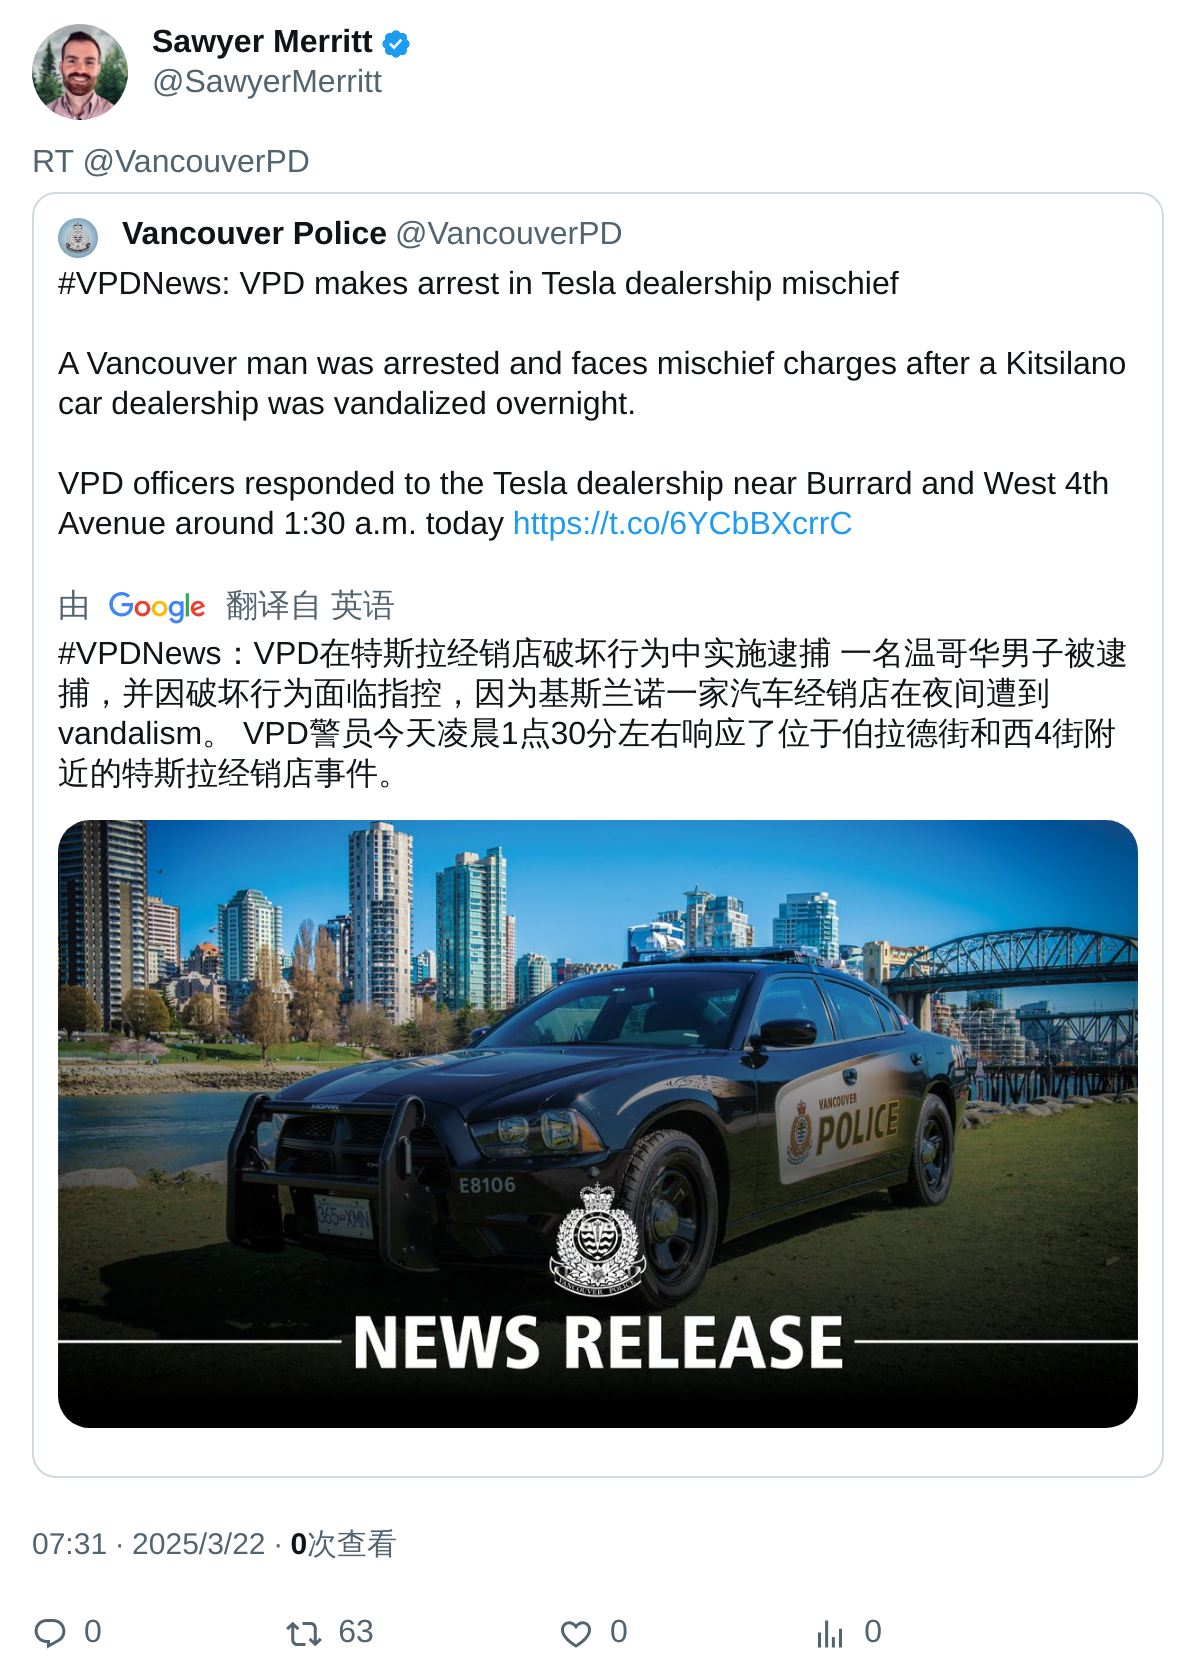 Sawyer Merritt
@SawyerMerritt
RT @VancouverPD
Vancouver Police @VancouverPD
#VPDNews: VPD makes arrest in Tesla dealership mischief
A Vancouver man was arrested and faces mischief charges after a Kitsilano
car dealership was vandalized overnight.
VPD officers responded to the Tesla dealership near Burrard and West 4th
Avenue around 1:30 a.m. today https://t.co/6YCbBXcrrC
由 Google 翻译自 英语
#VPDNews：VPD在特斯拉经销店破坏行为中实施逮捕 一名温哥华男子被逮
捕，并因破坏行为面临指控，因为基斯兰诺一家汽车经销店在夜间遭到
vandalism。 VPD警员今天凌晨1点30分左右响应了位于伯拉德街和西4街附
近的特斯拉经销店事件。
MOPAR
VANCOUVER
POLICE
E8106
365-XMN
VANCOUVER POLICE
NEWS RELEASE
07:31 · 2025/3/22 · 0次查看
0 63 0 0